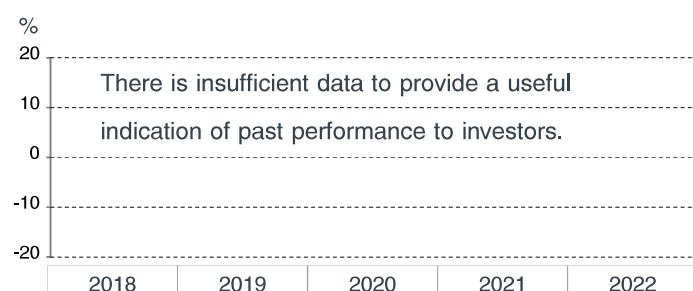 %
20
There is insufficient data to provide a useful
10
indication of past performance to investors.
0
-10
-20
2018 2019 2020 2021 2022